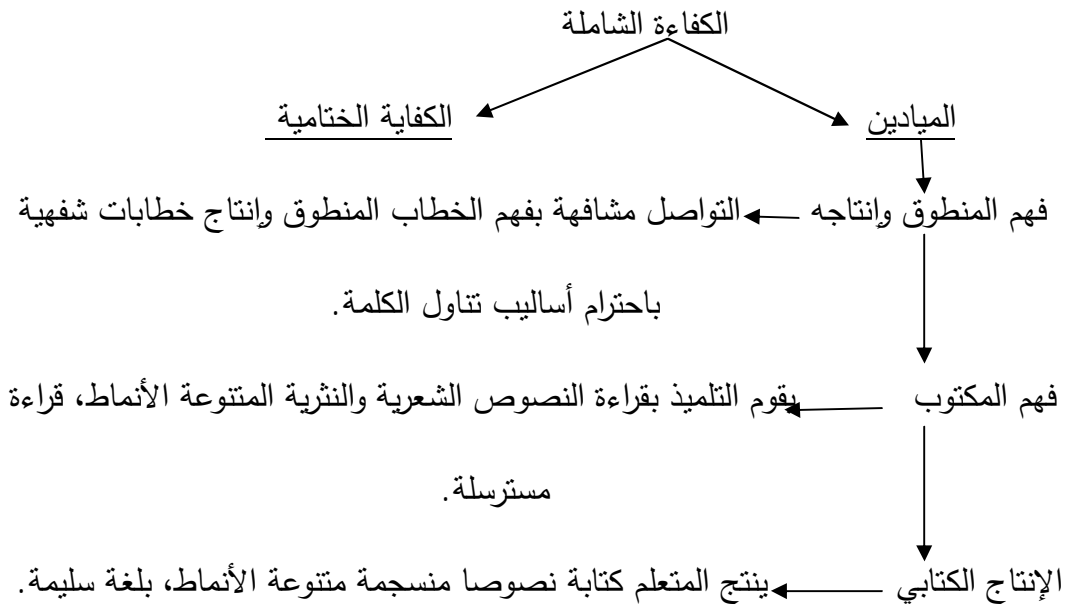 الكفاءة الشاملة
الميادين الكفاية الختامية
فهم المنطوق وإنتاجه التواصل مشافهة بفهم الخطاب المنطوق وإنتاج خطابات شفهية
باحترام أساليب تناول الكلمة.
فهم المكتوب يقوم التلميذ بقراءة النصوص الشعرية والنثرية المتنوعة الأنماط، قراءة
مسترسلة.
الإنتاج الكتابي ينتج المتعلم كتابة نصوصا منسجمة متنوعة الأنماط، بلغة سليمة.